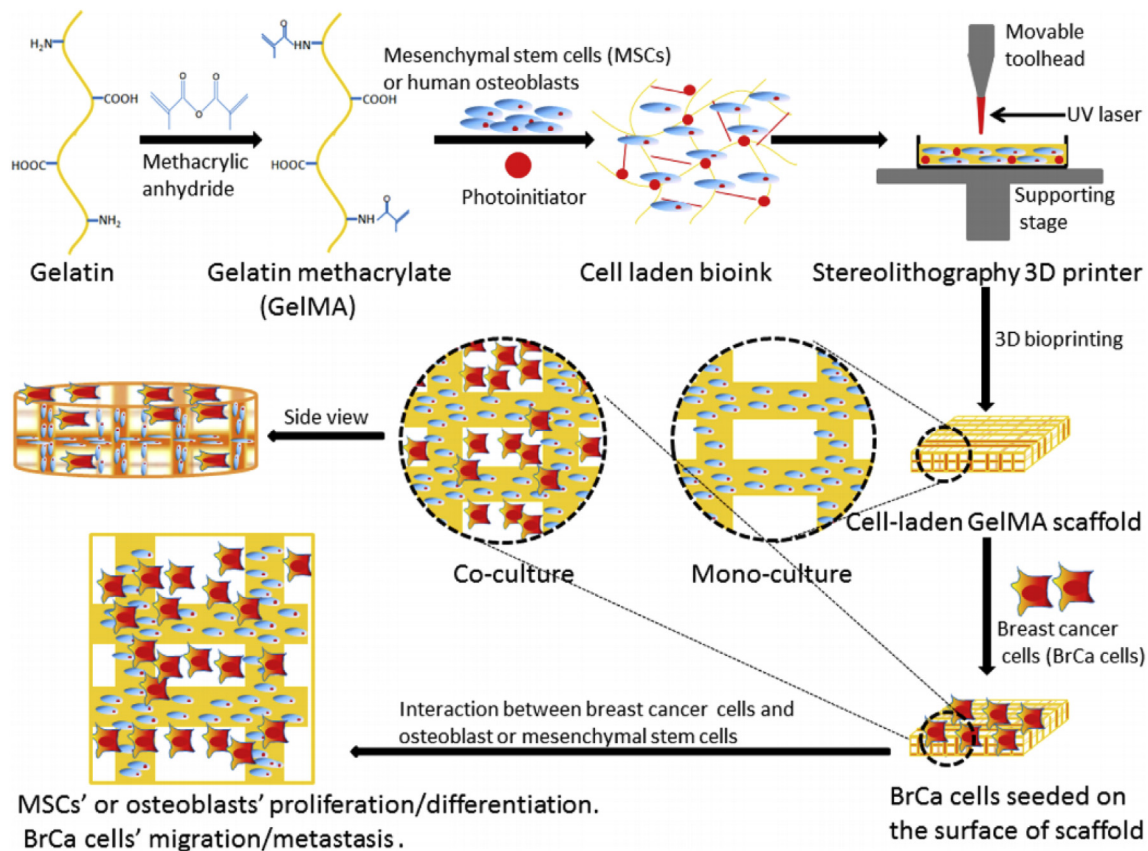 H₂N
COOH
HOOC
NH₂
Gelatin
O
O
O
Methacrylic
anhydride
O
HN
COOH
HOOC
NH
O
Gelatin methacrylate
(GelMA)
Mesenchymal stem cells (MSCs)
or human osteoblasts
Photoinitiator
Cell laden bioink
Movable
toolhead
UV laser
Supporting
stage
Stereolithography 3D printer
3D bioprinting
Side view
Co-culture
Mono-culture
Cell-laden GelMA scaffold
Breast cancer
cells (BrCa cells)
Interaction between breast cancer cells and
osteoblast or mesenchymal stem cells
MSCs’ or osteoblasts’ proliferation/differentiation.
BrCa cells’ migration/metastasis.
BrCa cells seeded on
the surface of scaffold